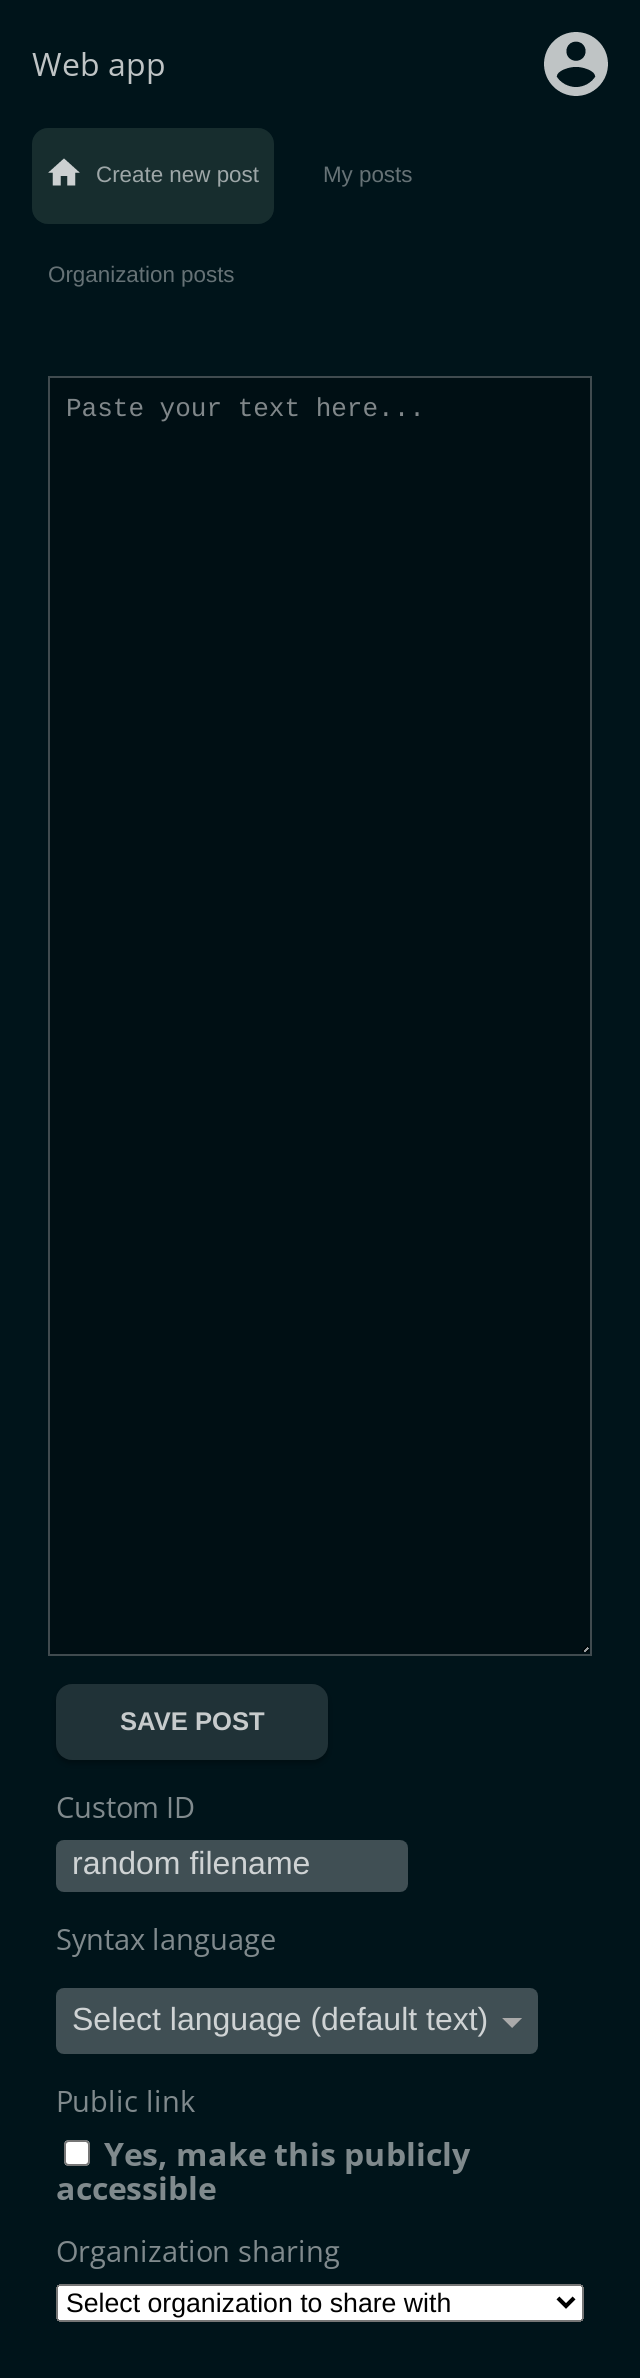 Web app
Create new post
My posts
Organization posts
Paste your text here...
SAVE POST
Custom ID
random filename
Syntax language
Select language (default text)
Public link
Yes, make this publicly
accessible
Organization sharing
Select organization to share with